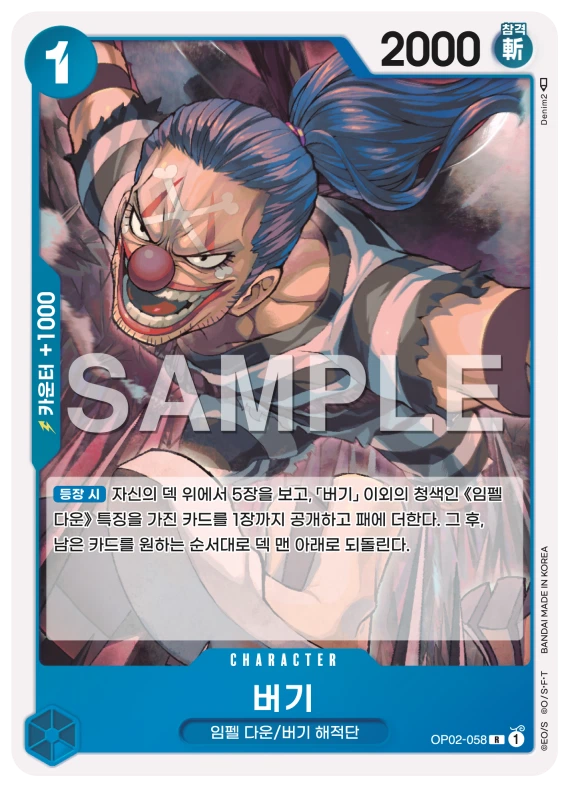 1
2000
참격
斬
Denim2
카운터 +1000
SAMPLE
등장 시 자신의 덱 위에서 5장을 보고, 「버기」 이외의 청색인 《임펠
다운》 특징을 가진 카드를 1장까지 공개하고 패에 더한다. 그 후,
남은 카드를 원하는 순서대로 덱 맨 아래로 되돌린다.
CHARACTER
버기
임펠 다운/버기 해적단
OP02-058 R 1
©E.O/S ©O/S·F·T BANDAI MADE IN KOREA